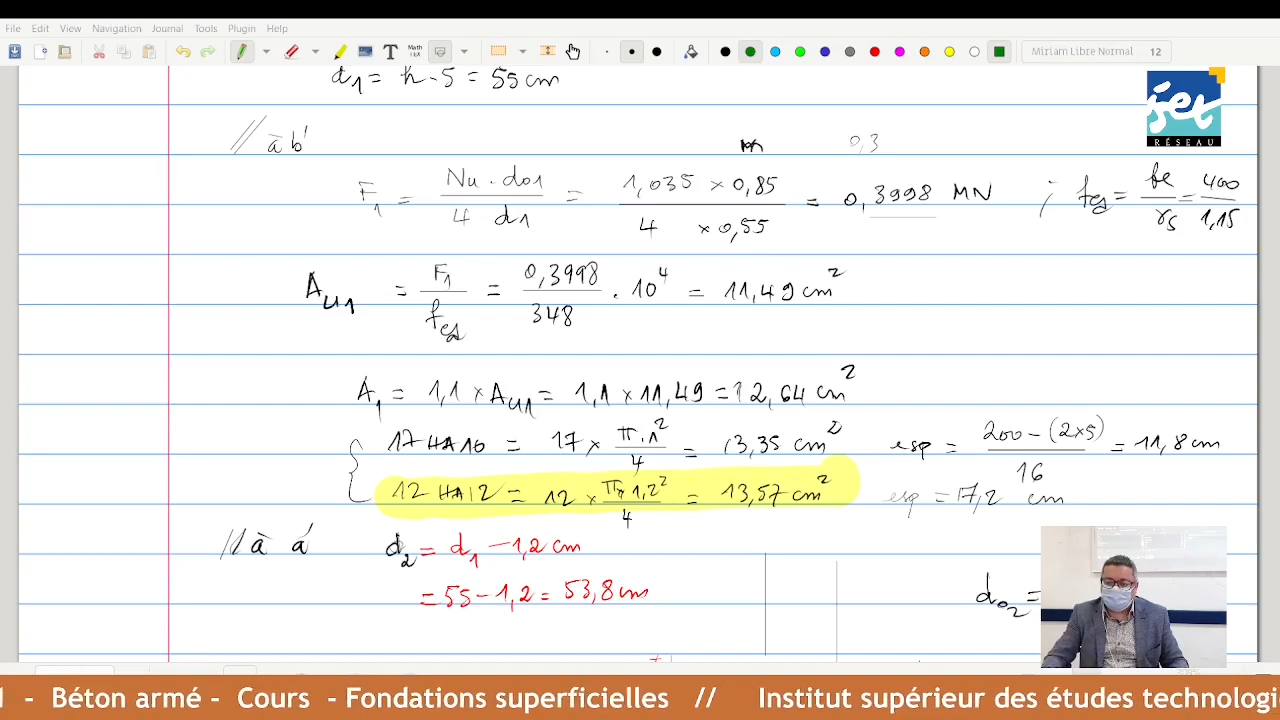 File Edit View Navigation Journal Tools Plugin Help
Miriam Libre Normal 12
d1 = h - 5 = 55 cm
iset
RÉSEAU
// à b'
0,3
F1 = Nu . d01 / 4 d1 = 1,035 × 0,85 / 4 × 0,55 = 0,3998 MN ; fed = fe / γs = 400 / 1,15
Au1 = F1 / fed = 0,3998 / 348 . 10^4 = 11,49 cm²
A1 = 1,1 × Au1 = 1,1 × 11,49 = 12,64 cm²
17 HA 10 = 17 × π.1² / 4 = 13,35 cm² esp = 200 - (2×5) / 16 = 11,8 cm
12 HA 12 = 12 × π×1,2² / 4 = 13,57 cm² esp = 17,2 cm
// à a' d2 = d1 - 1,2 cm
= 55 - 1,2 = 53,8 cm d02 =
1 - Béton armé - Cours - Fondations superficielles // Institut supérieur des études technologi